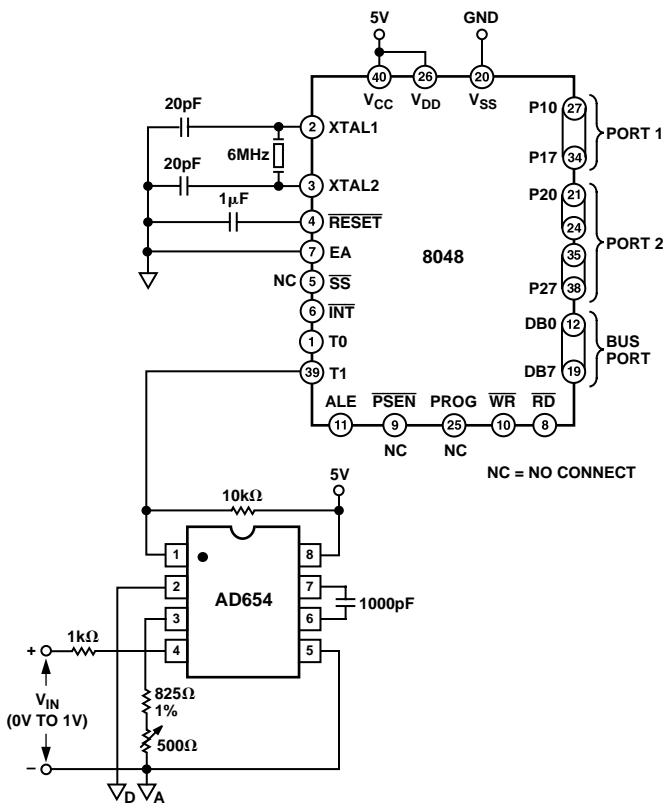 5V
GND
40
26
20
VCC
VDD
VSS
20pF
2
XTAL1
6MHz
20pF
3
XTAL2
1μF
4
RESET
7
EA
NC
5
SS
6
INT
1
T0
39
T1
8048
P10
27
PORT 1
P17
34
P20
21
24
PORT 2
35
P27
38
DB0
12
BUS
PORT
DB7
19
ALE
PSEN
PROG
WR
RD
11
9
25
10
8
NC
NC
NC = NO CONNECT
5V
10kΩ
1
8
2
7
AD654
1000pF
3
6
4
5
+
1kΩ
VIN
(0V TO 1V)
825Ω
1%
500Ω
–
D
A